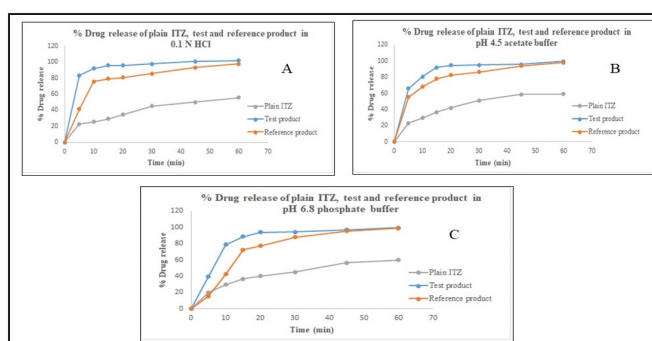 % Drug release of plain ITZ, test and reference product in
0.1 N HCl
A
% Drug release
120
100
80
60
40
20
0
0 10 20 30 40 50 60 70
Time (min)
Plain ITZ
Test product
Reference product
% Drug release of plain ITZ, test and reference product in
pH 4.5 acetate buffer
B
% Drug release
120
100
80
60
40
20
0
0 10 20 30 40 50 60 70
Time (min)
Plain ITZ
Test product
Reference product
% Drug release of plain ITZ, test and reference product in
pH 6.8 phosphate buffer
C
% Drug release
120
100
80
60
40
20
0
0 10 20 30 40 50 60 70
Time (min)
Plain ITZ
Test product
Reference product